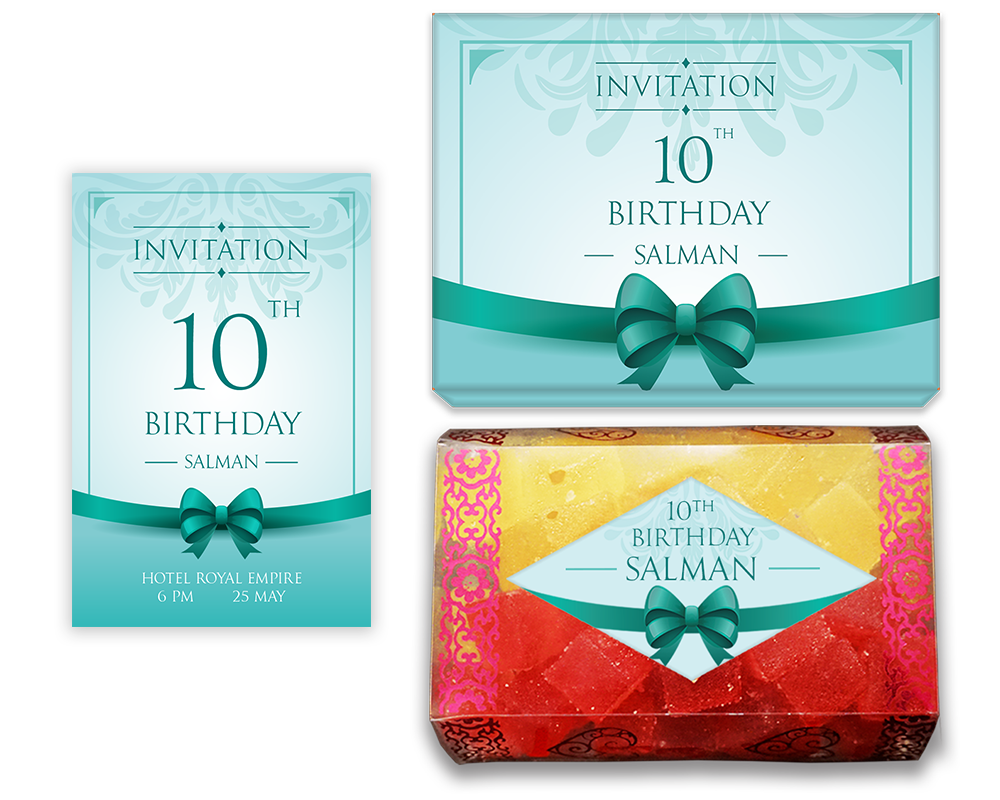 INVITATION
10TH
BIRTHDAY
SALMAN
HOTEL ROYAL EMPIRE
6 PM 25 MAY
INVITATION
10TH
BIRTHDAY
SALMAN
10TH
BIRTHDAY
SALMAN